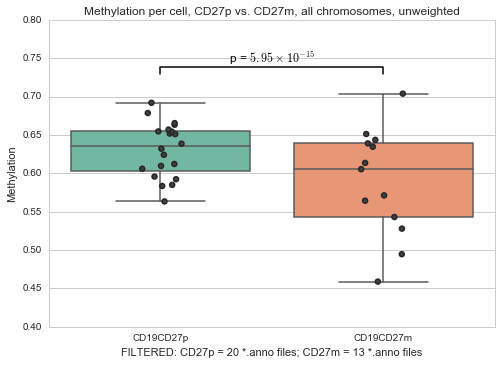 Methylation per cell, CD27p vs. CD27m, all chromosomes, unweighted
0.80
0.75
0.70
0.65
0.60
0.55
0.50
0.45
0.40
Methylation
p = 5.95 × 10⁻¹⁵
CD19CD27p
CD19CD27m
FILTERED: CD27p = 20 *.anno files; CD27m = 13 *.anno files